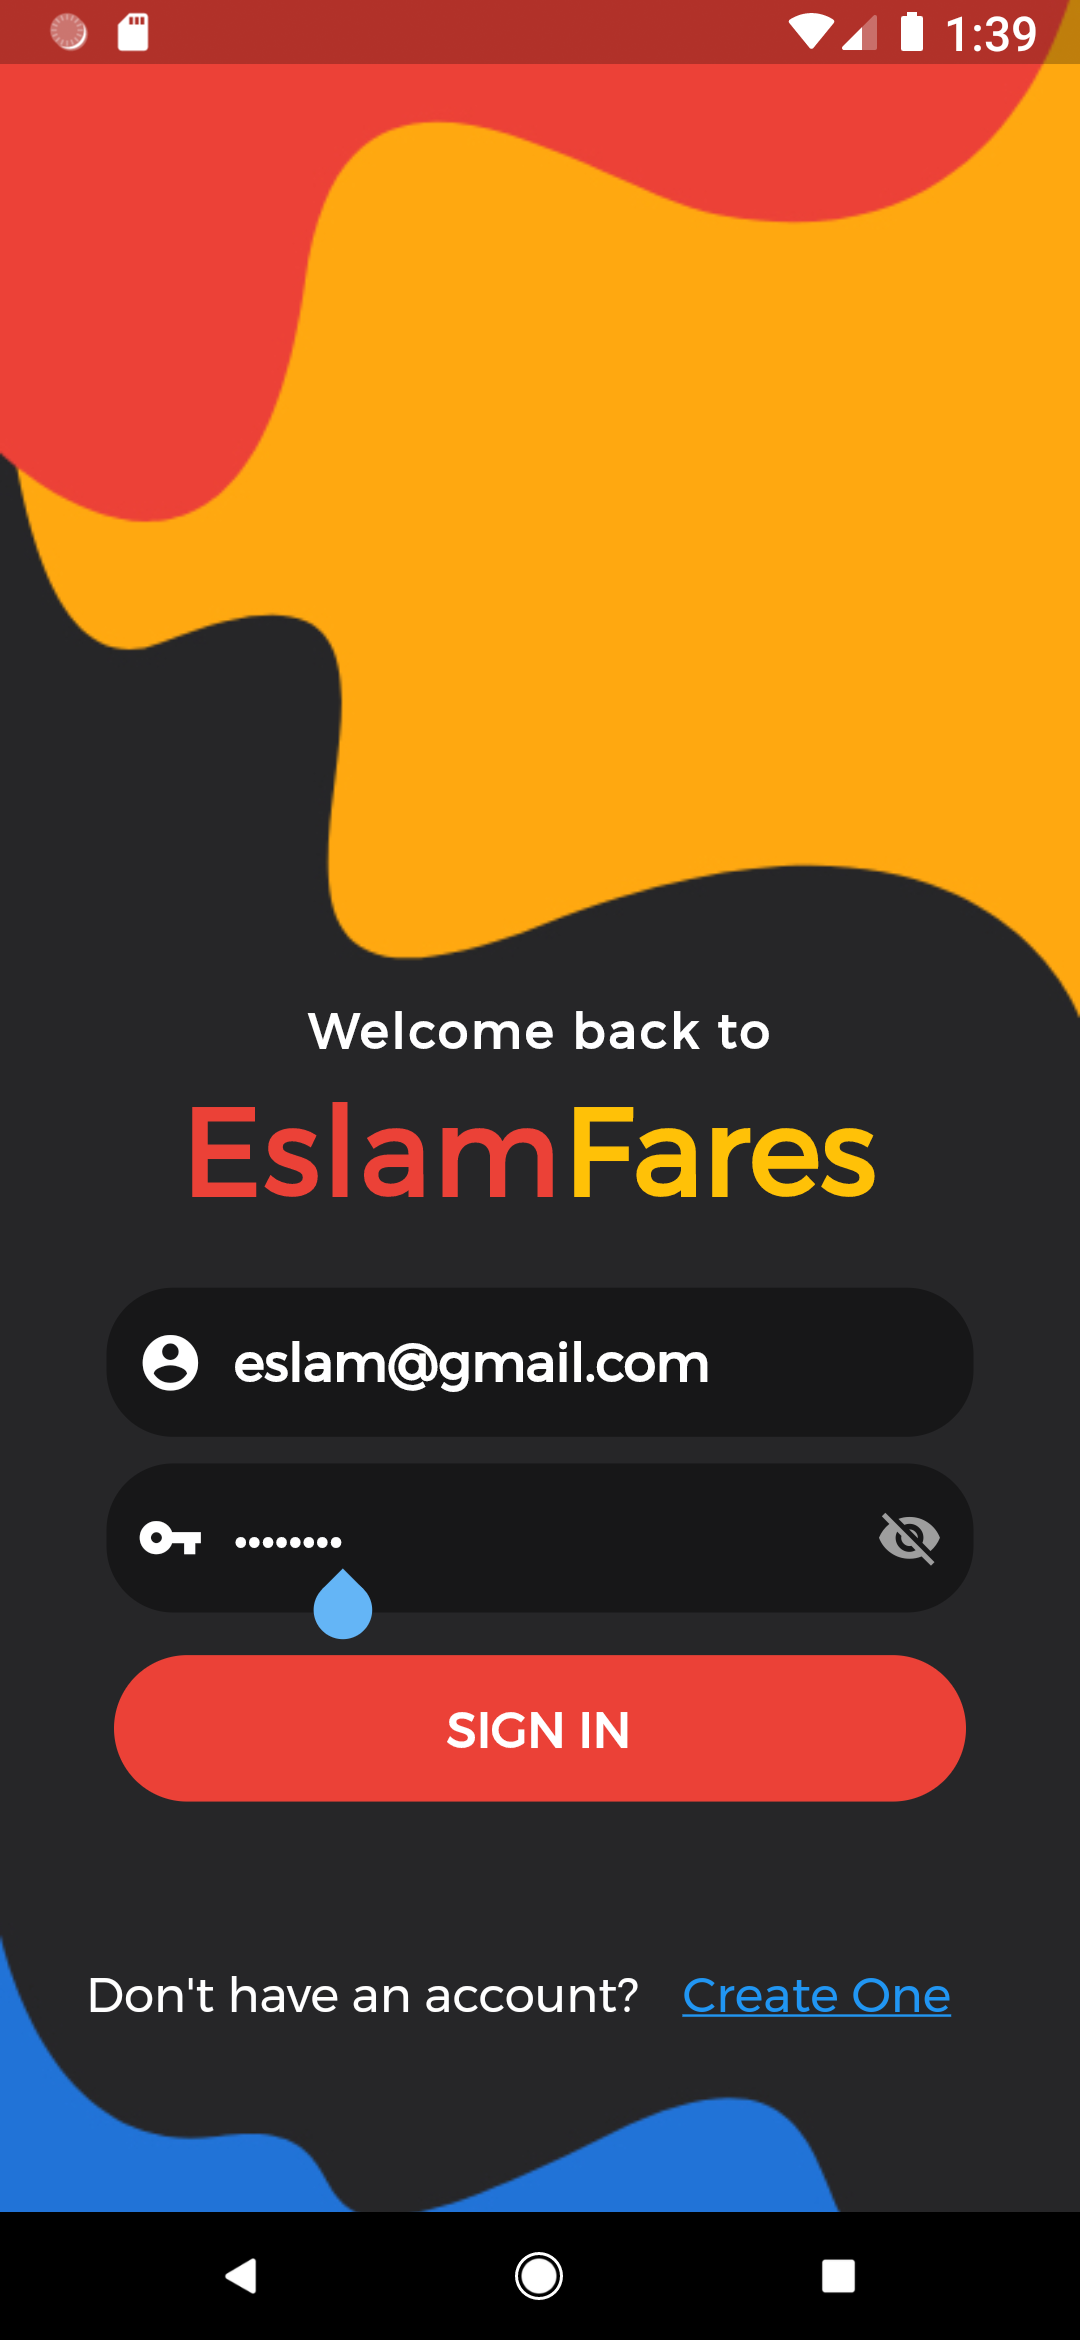 1:39
Welcome back to
EslamFares
eslam@gmail.com
••••••••
SIGN IN
Don't have an account? Create One